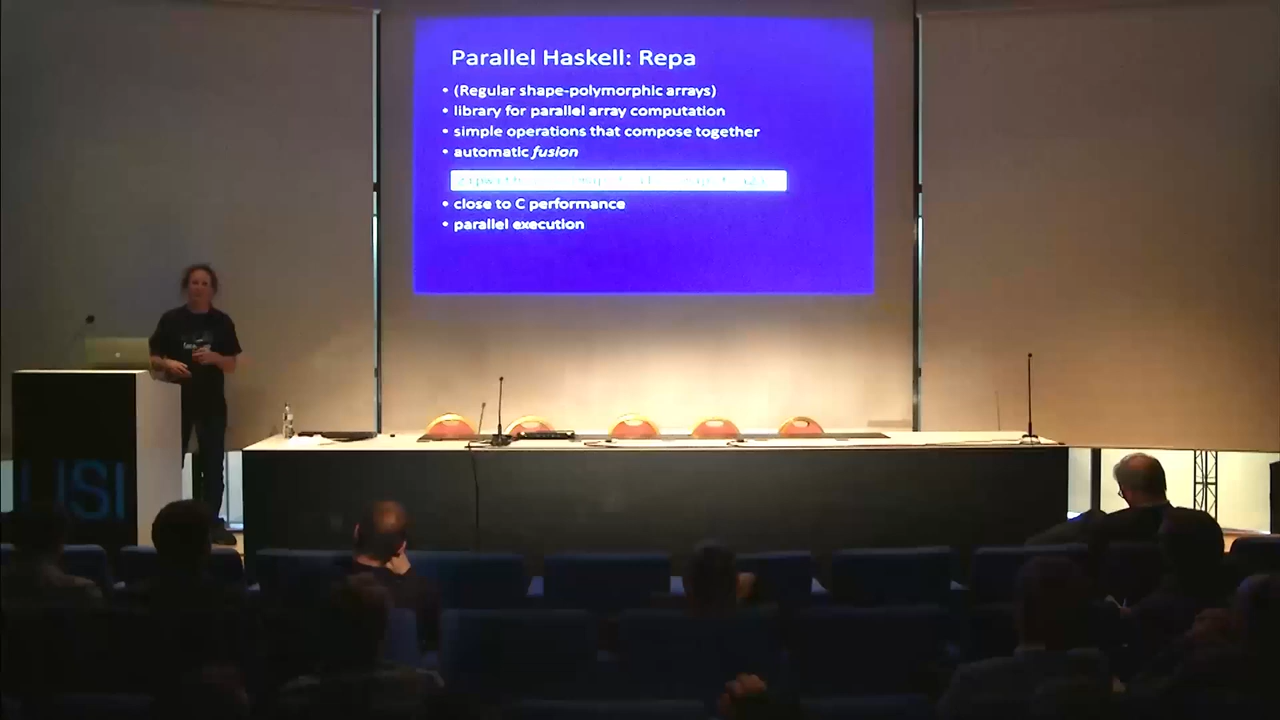 Parallel Haskell: Repa
• (Regular shape-polymorphic arrays)
• library for parallel array computation
• simple operations that compose together
• automatic fusion
• close to C performance
• parallel execution
USI